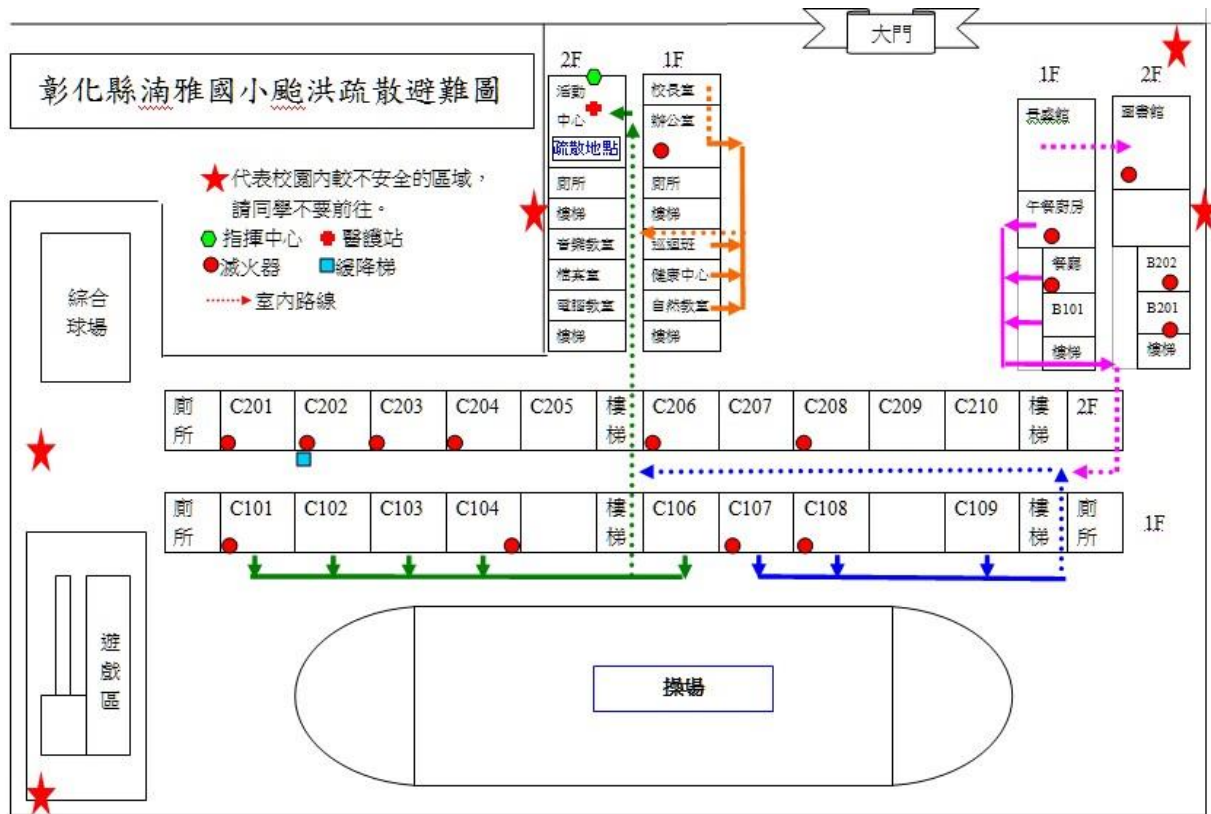 大門
彰化縣湳雅國小颱洪疏散避難圖
代表校園內較不安全的區域，
請同學不要前往。
指揮中心 醫護站
滅火器 緩降梯
室內路線
2F 1F
活動
中心
疏散地點
廁所
樓梯
音樂教室
檔案室
電腦教室
樓梯
校長室
辦公室
廁所
樓梯
巡迴班
健康中心
自然教室
樓梯
1F 2F
午餐廚房
餐廳
B101
樓梯
圖書館
B202
B201
樓梯
綜合
球場
廁所 C201 C202 C203 C204 C205 樓梯 C206 C207 C208 C209 C210 樓梯 2F
廁所 C101 C102 C103 C104 樓梯 C106 C107 C108 C109 樓梯 廁所 1F
遊戲區
操場